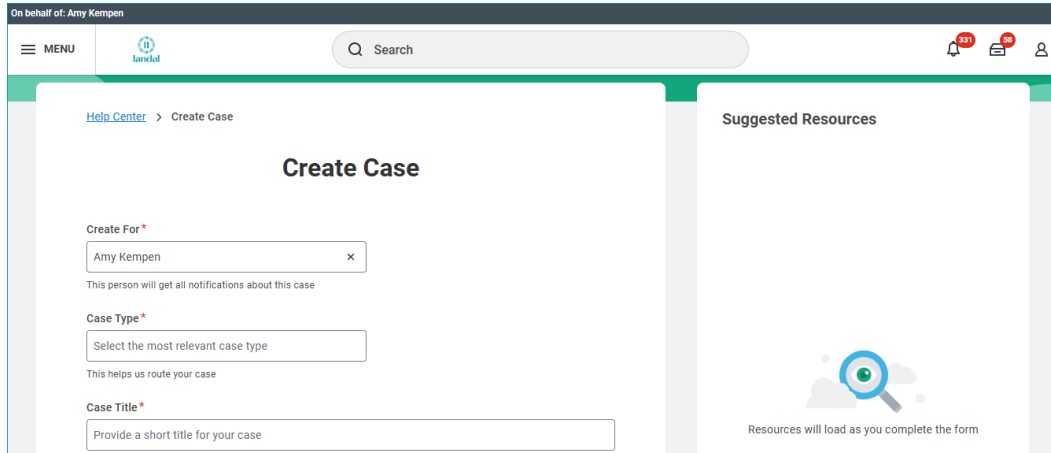 On behalf of: Amy Kempen
MENU
landal
Search
331
58
Help Center > Create Case
Create Case
Create For*
Amy Kempen ×
This person will get all notifications about this case
Case Type*
Select the most relevant case type
This helps us route your case
Case Title*
Provide a short title for your case
Suggested Resources
Resources will load as you complete the form